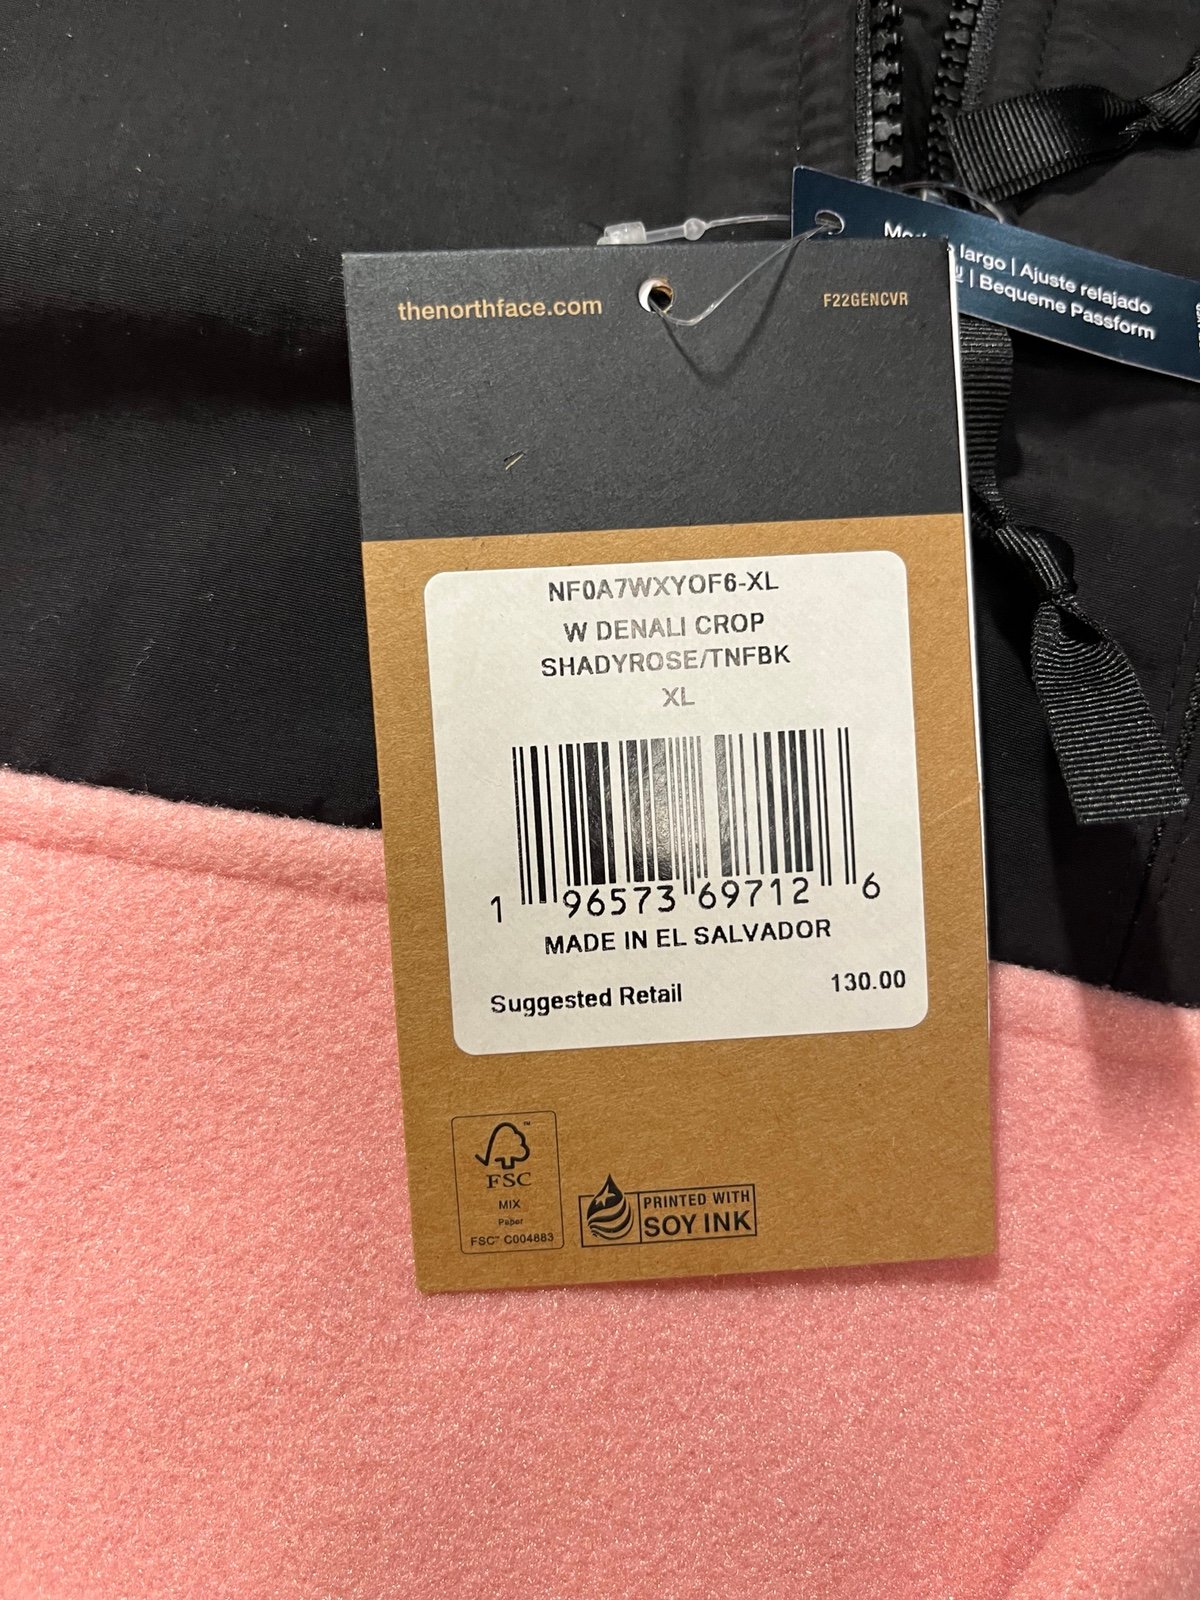 thenorthface.com
F22GENCVR
largo | Ajuste relajado
| Bequeme Passform
NF0A7WXYOF6-XL
W DENALI CROP
SHADYROSE/TNFBK
XL
1 96573 69712 6
MADE IN EL SALVADOR
Suggested Retail 130.00
FSC
MIX
Paper
FSC™ C004883
PRINTED WITH
SOY INK